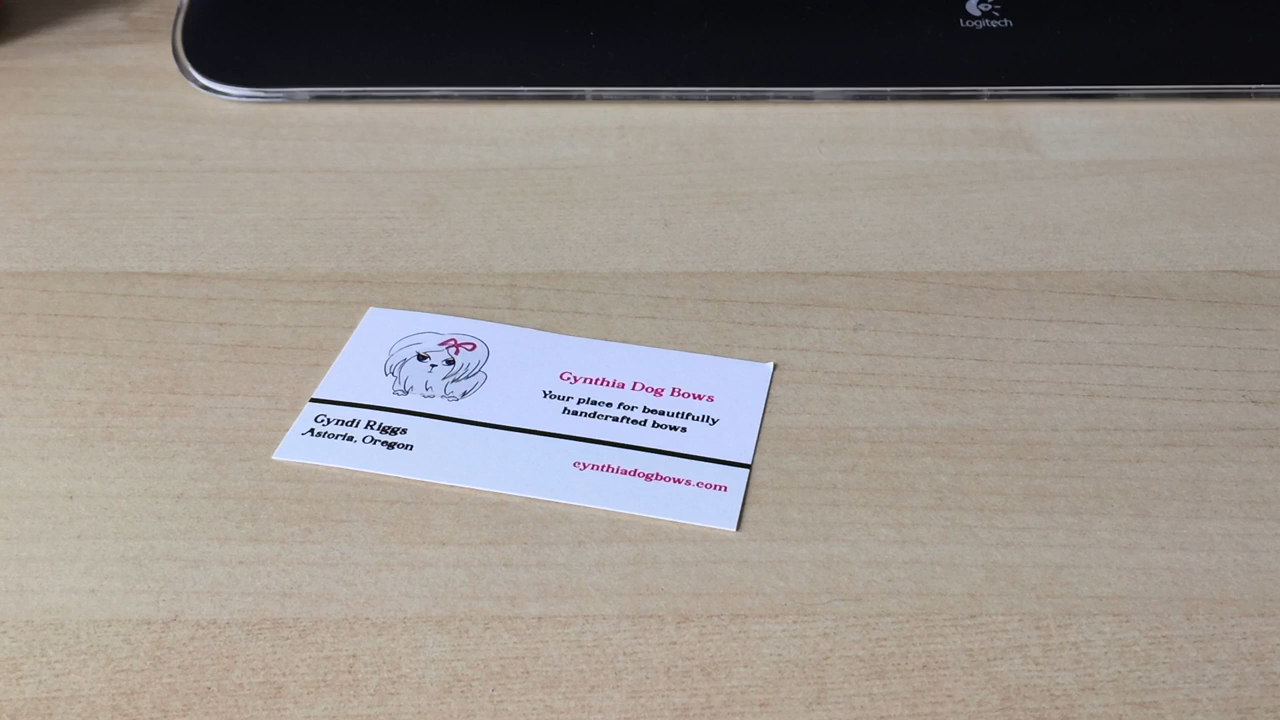 Logitech
Cynthia Dog Bows
Your place for beautifully
handcrafted bows
Cyndi Riggs
Astoria, Oregon
cynthiadogbows.com